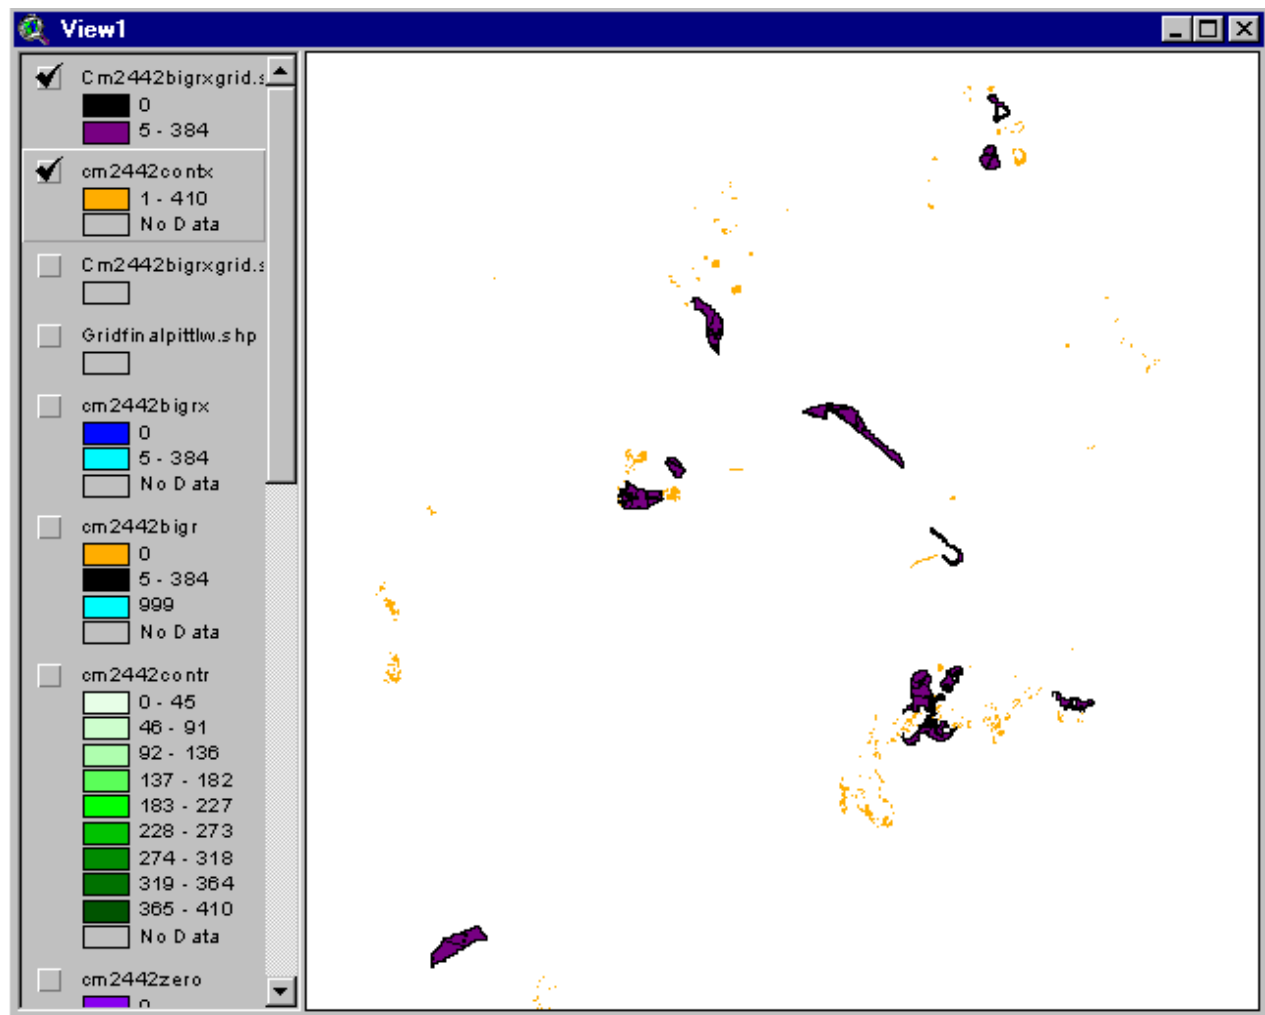 View1
Cm2442bigrxgrid.s
0
5 - 384
cm2442contx
1 - 410
No Data
Cm2442bigrxgrid.s
Gridfinalpittlw.shp
cm2442bigrx
0
5 - 384
No Data
cm2442bigr
0
5 - 384
999
No Data
cm2442contr
0 - 45
46 - 91
92 - 136
137 - 182
183 - 227
228 - 273
274 - 318
319 - 364
365 - 410
No Data
cm2442zero
0